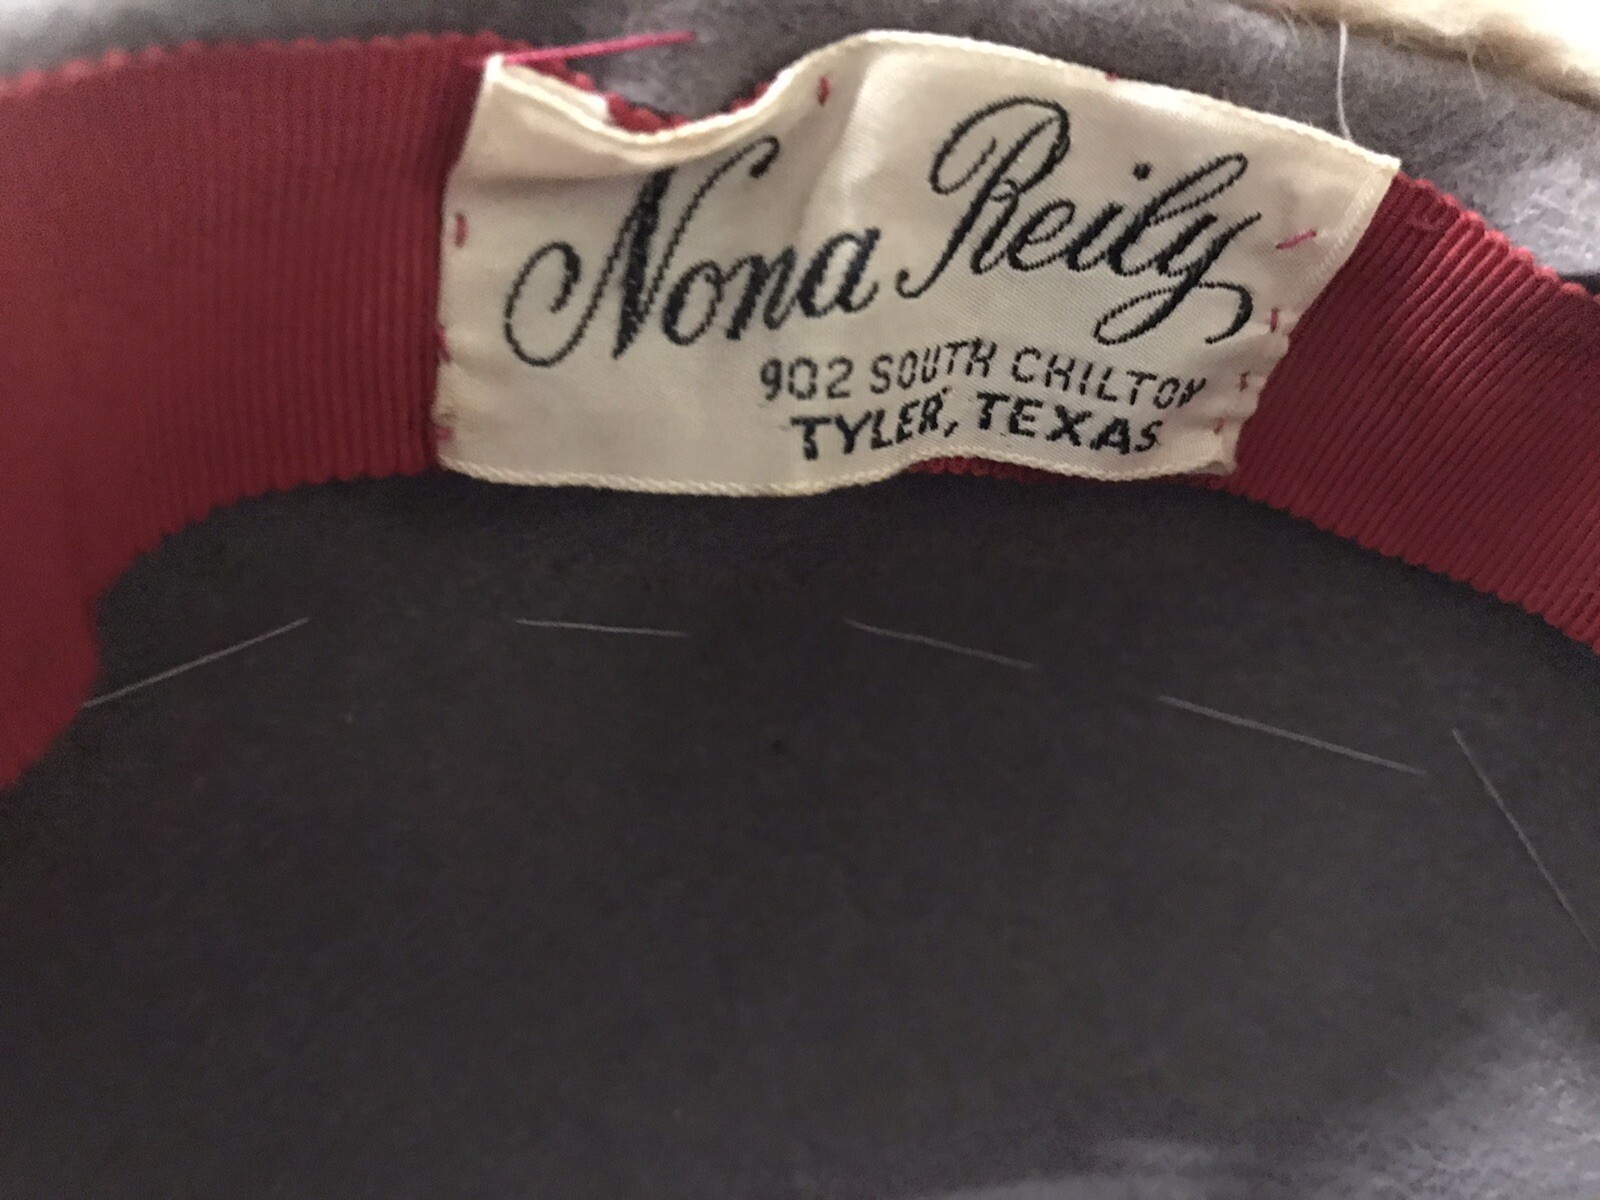 Nona Reily
902 SOUTH CHILTON
TYLER, TEXAS